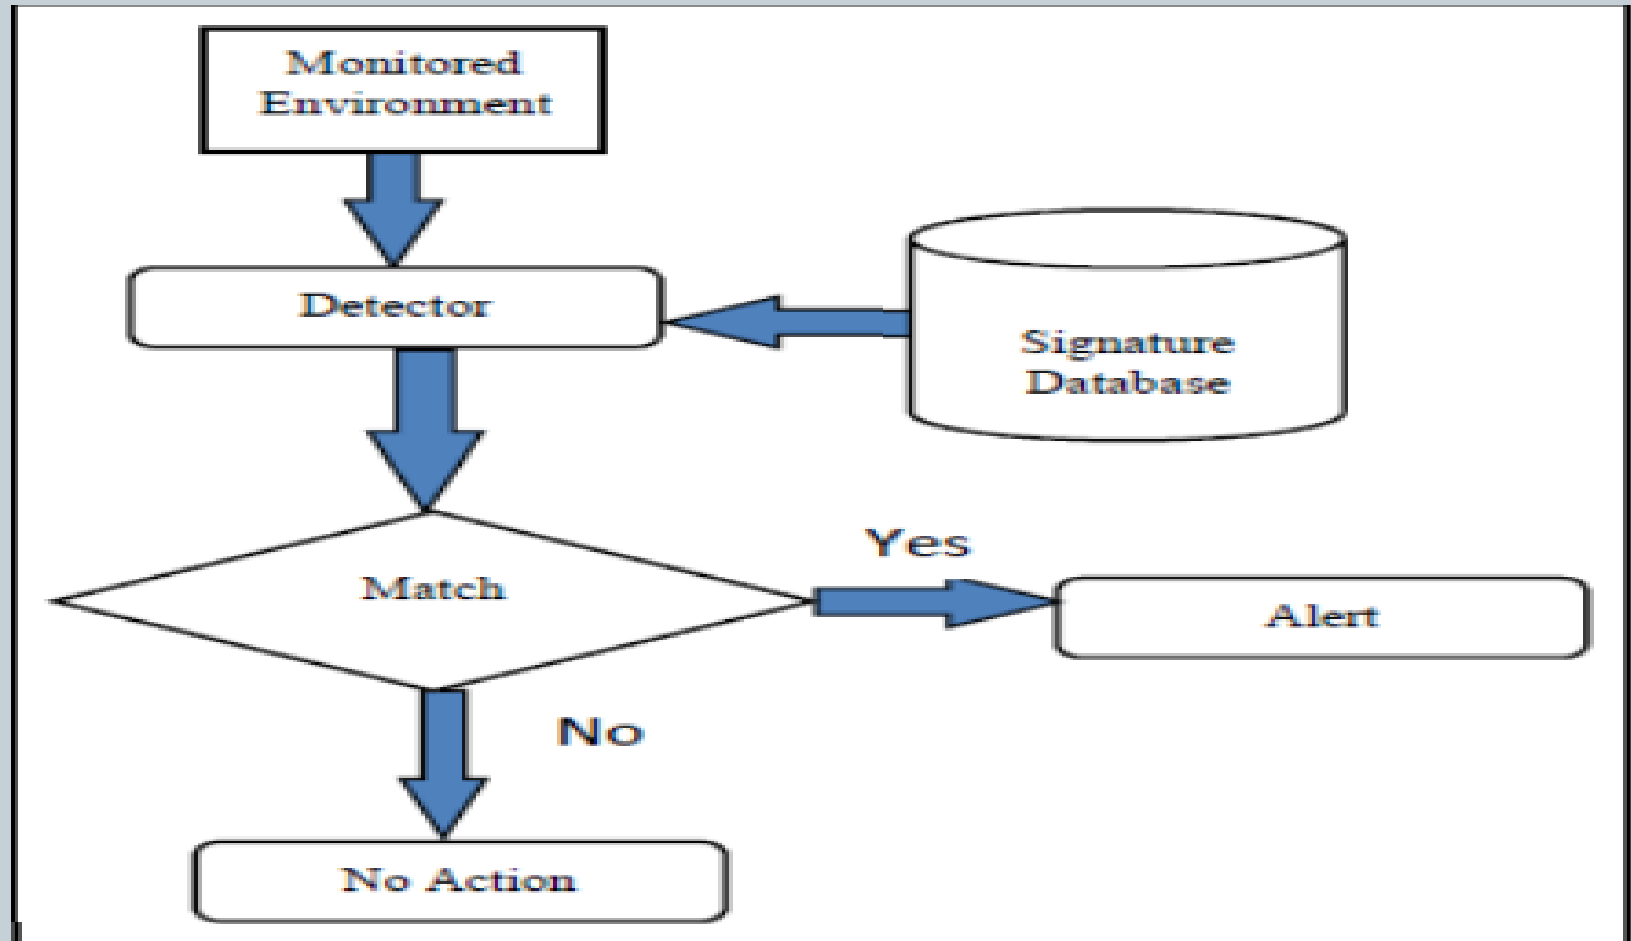 Monitored
Environment
Detector
Signature
Database
Yes
Match
Alert
No
No Action